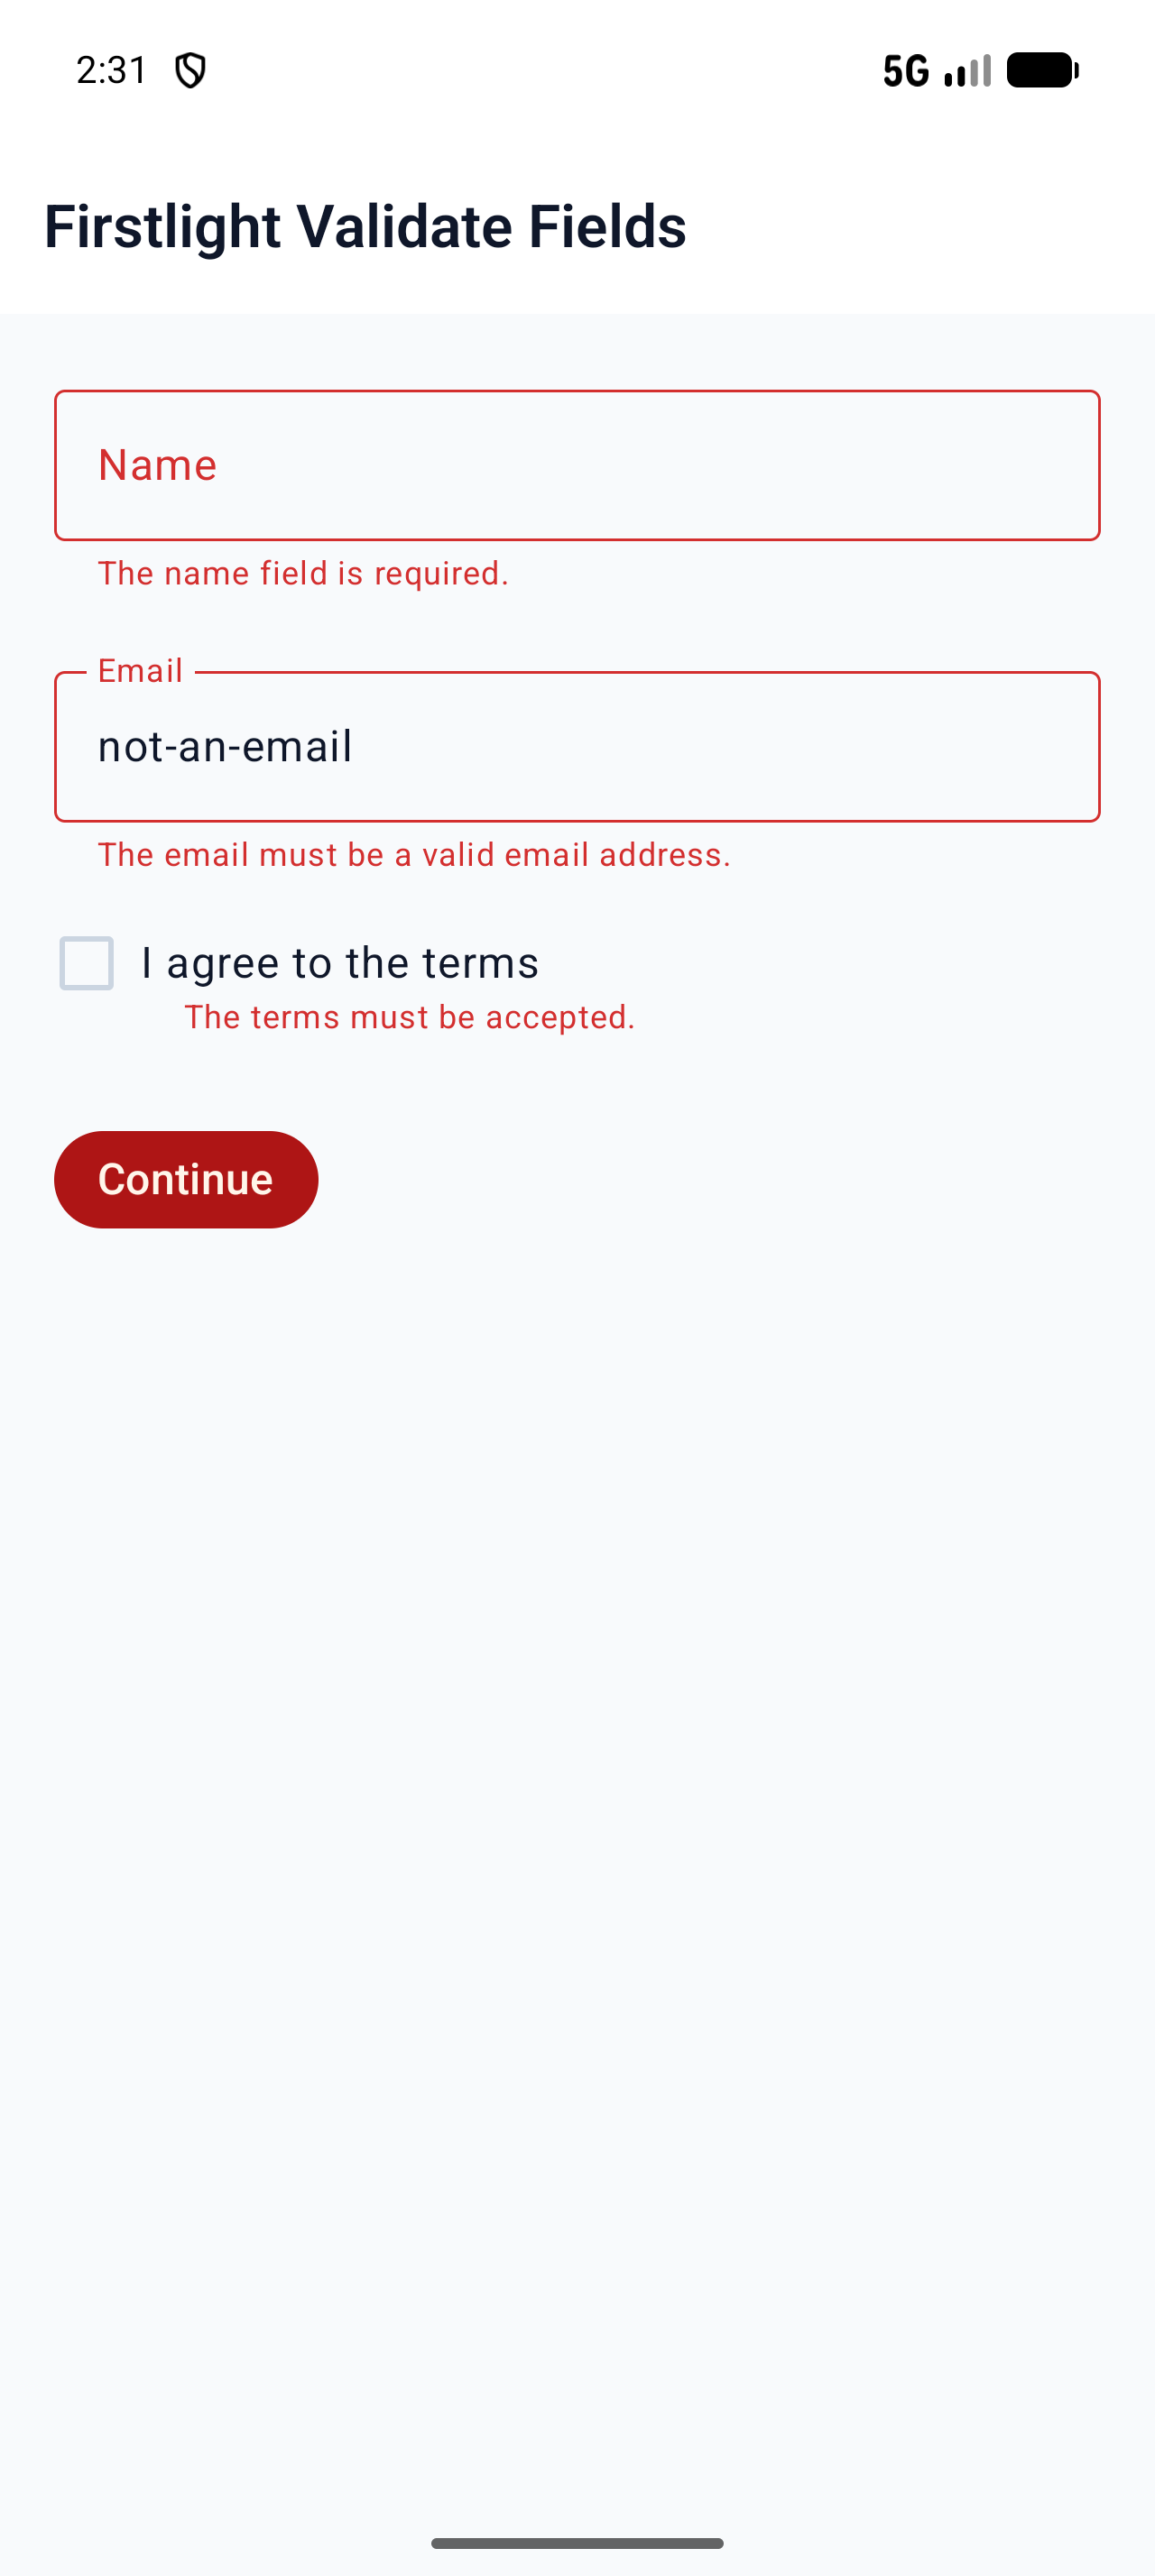 2:31
5G
Firstlight Validate Fields
Name
The name field is required.
Email
not-an-email
The email must be a valid email address.
I agree to the terms
The terms must be accepted.
Continue